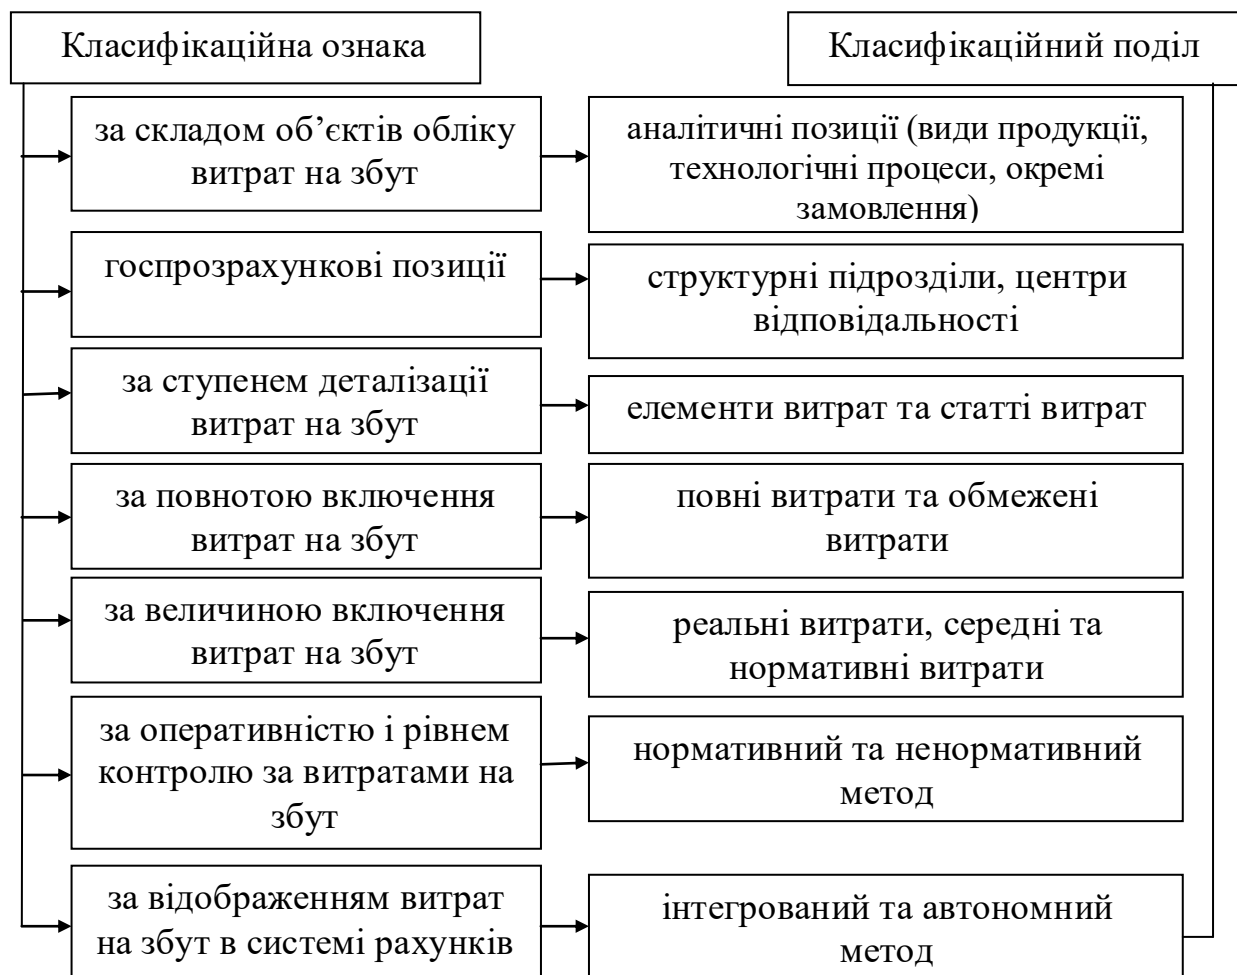 Класифікаційна ознака
Класифікаційний поділ
за складом об’єктів обліку
витрат на збут
аналітичні позиції (види продукції,
технологічні процеси, окремі
замовлення)
госпрозрахункові позиції
структурні підрозділи, центри
відповідальності
за ступенем деталізації
витрат на збут
елементи витрат та статті витрат
за повнотою включення
витрат на збут
повні витрати та обмежені
витрати
за величиною включення
витрат на збут
реальні витрати, середні та
нормативні витрати
за оперативністю і рівнем
контролю за витратами на
збут
нормативний та ненормативний
метод
за відображенням витрат
на збут в системі рахунків
інтегрований та автономний
метод